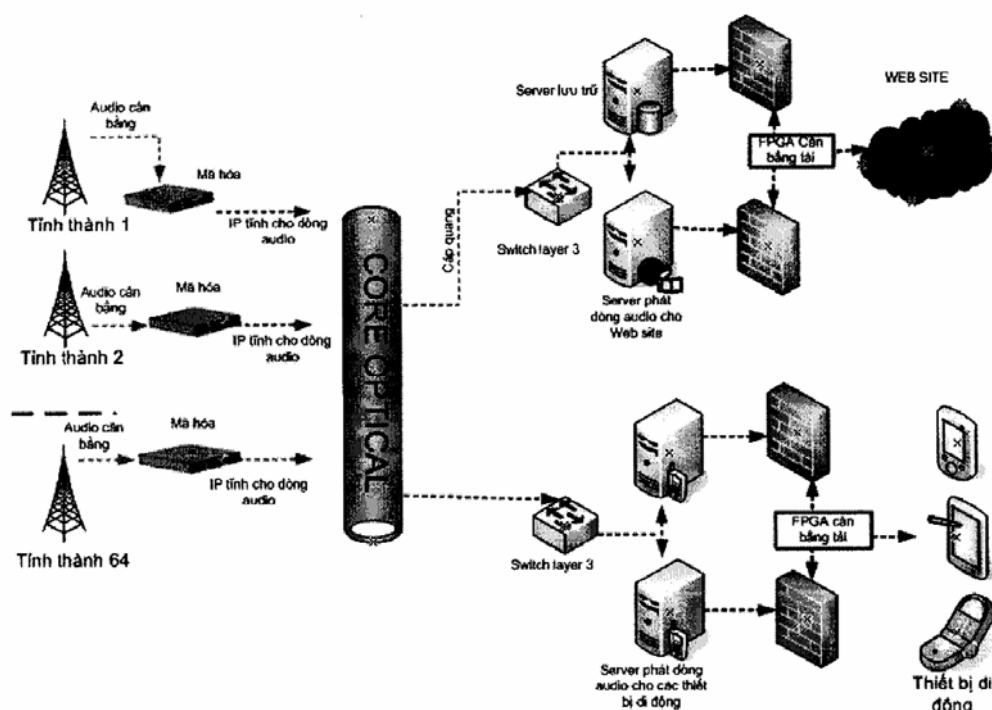 Audio cân
bằng
Mã hóa
Tỉnh thành 1
IP tĩnh cho dòng
audio
Audio cân
bằng
Mã hóa
Tỉnh thành 2
IP tĩnh cho dòng
audio
Audio cân
bằng
Mã hóa
IP tĩnh cho dòng
audio
Tỉnh thành 64
CORE OPTICAL
Cáp quang
Server lưu trữ
Switch layer 3
Server phát
dòng audio cho
Web site
FPGA Cân
bằng tải
WEB SITE
Switch layer 3
Server phát dòng
audio cho các thiết
bị di động
FPGA cân
bằng tải
Thiết bị di
động